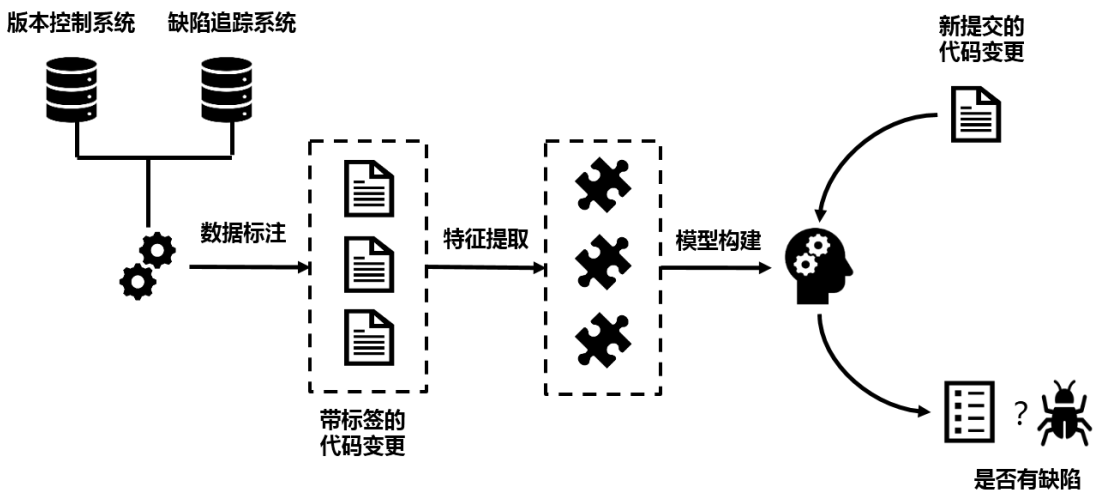 版本控制系统
缺陷追踪系统
新提交的
代码变更
数据标注
特征提取
模型构建
带标签的
代码变更
?
是否有缺陷